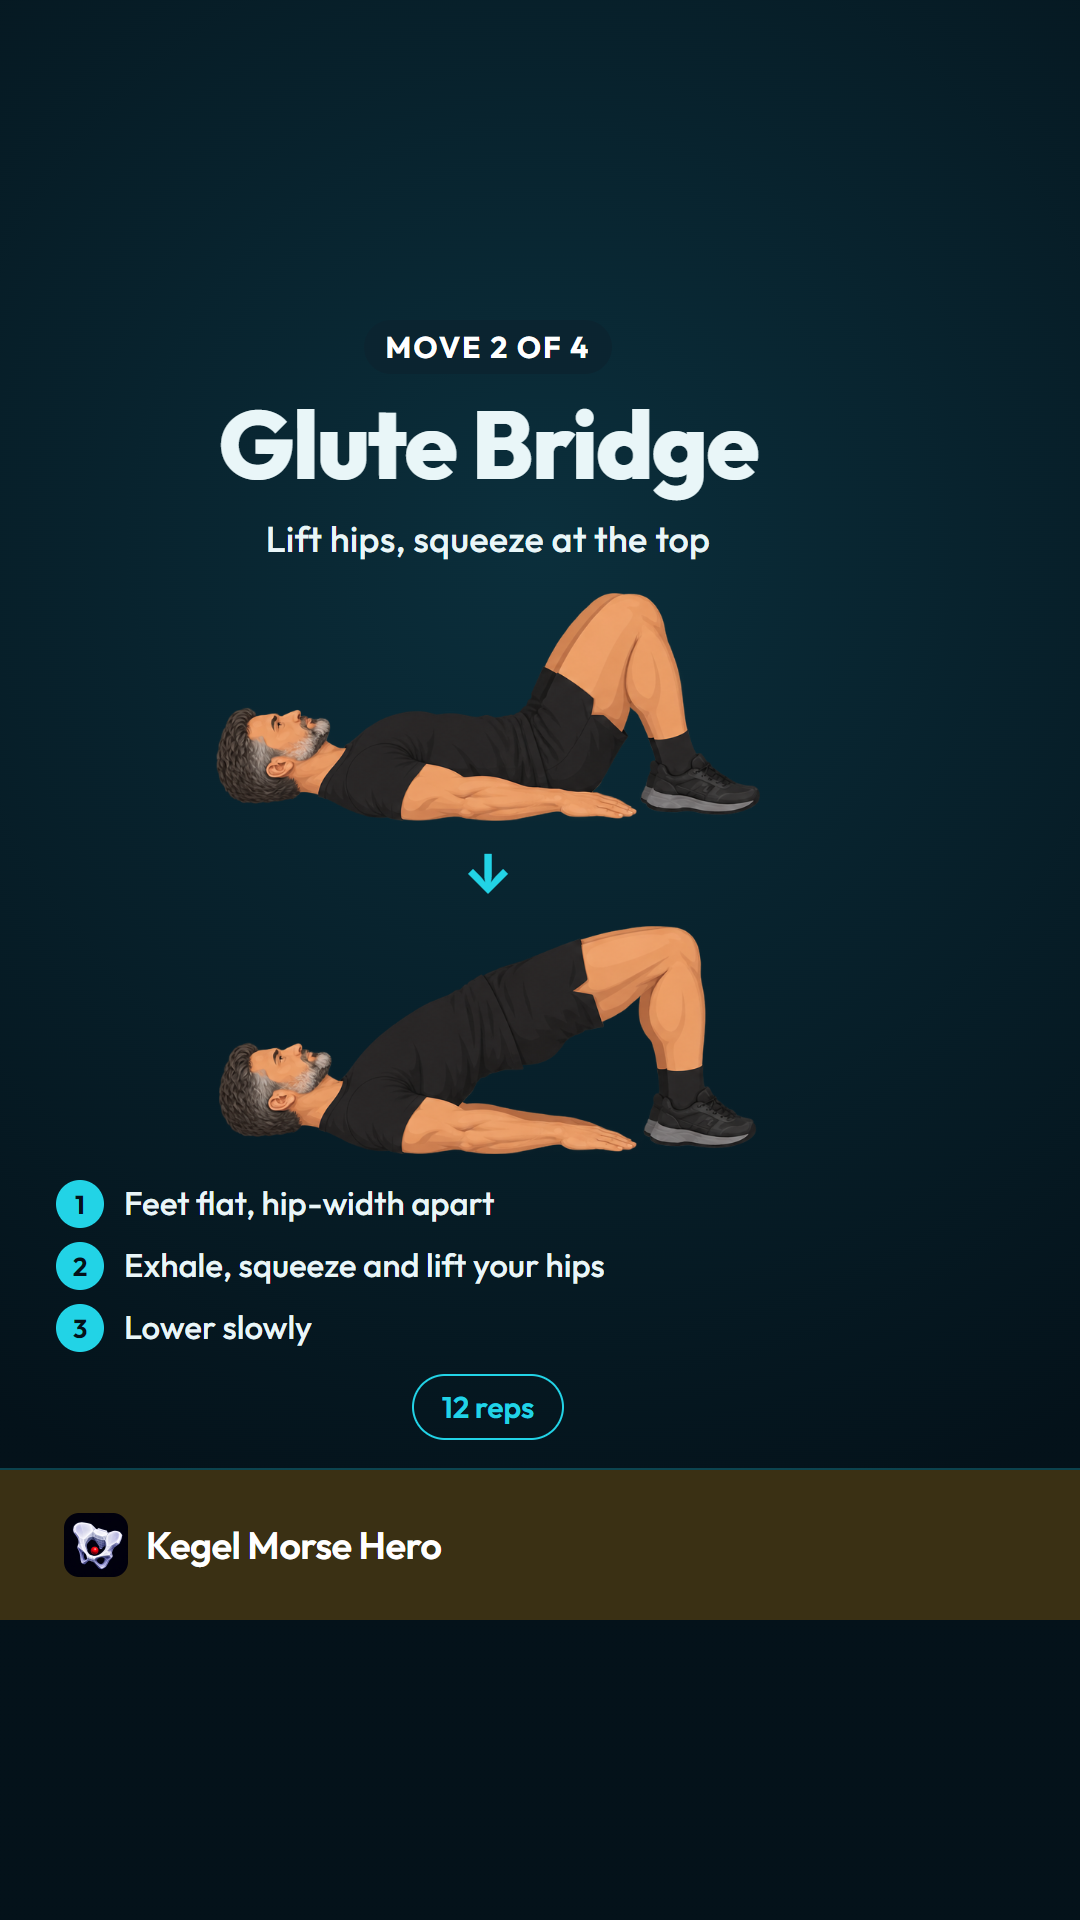 MOVE 2 OF 4
Glute Bridge
Lift hips, squeeze at the top
1 Feet flat, hip-width apart
2 Exhale, squeeze and lift your hips
3 Lower slowly
12 reps
Kegel Morse Hero